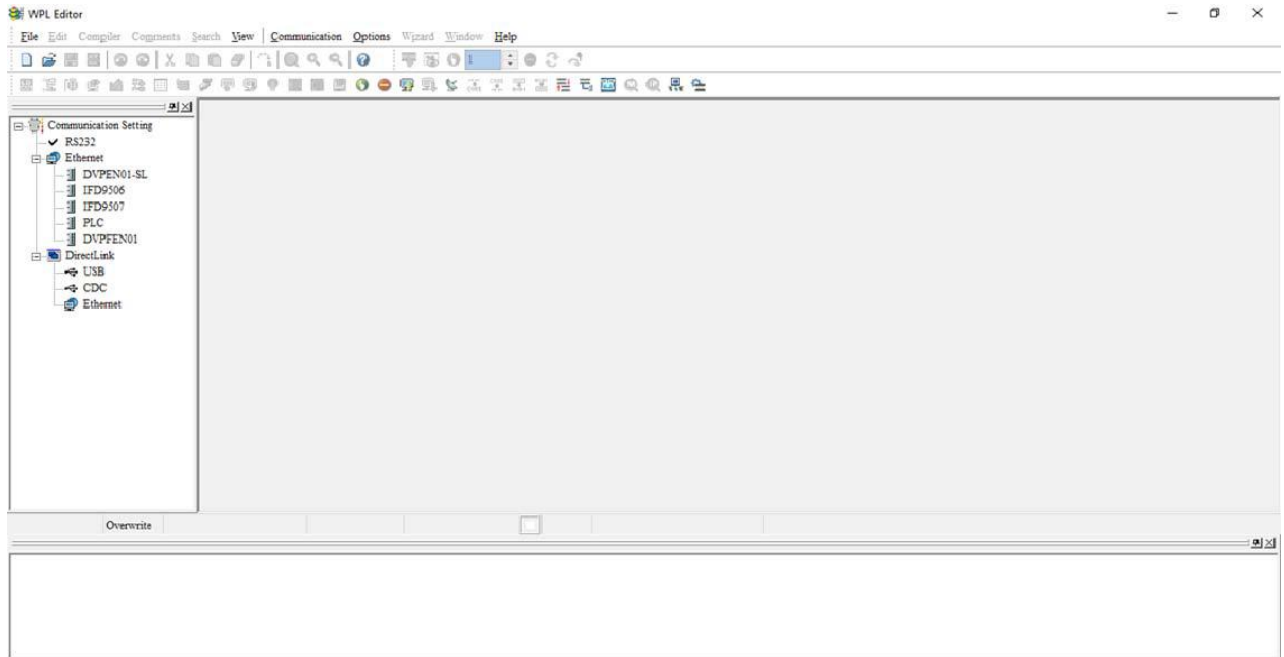 WPL Editor
File Edit Compiler Comments Search View Communication Options Wizard Window Help
1
Communication Setting
RS232
Ethernet
DVPEN01-SL
IFD9506
IFD9507
PLC
DVPFEN01
DirectLink
USB
CDC
Ethernet
Overwrite